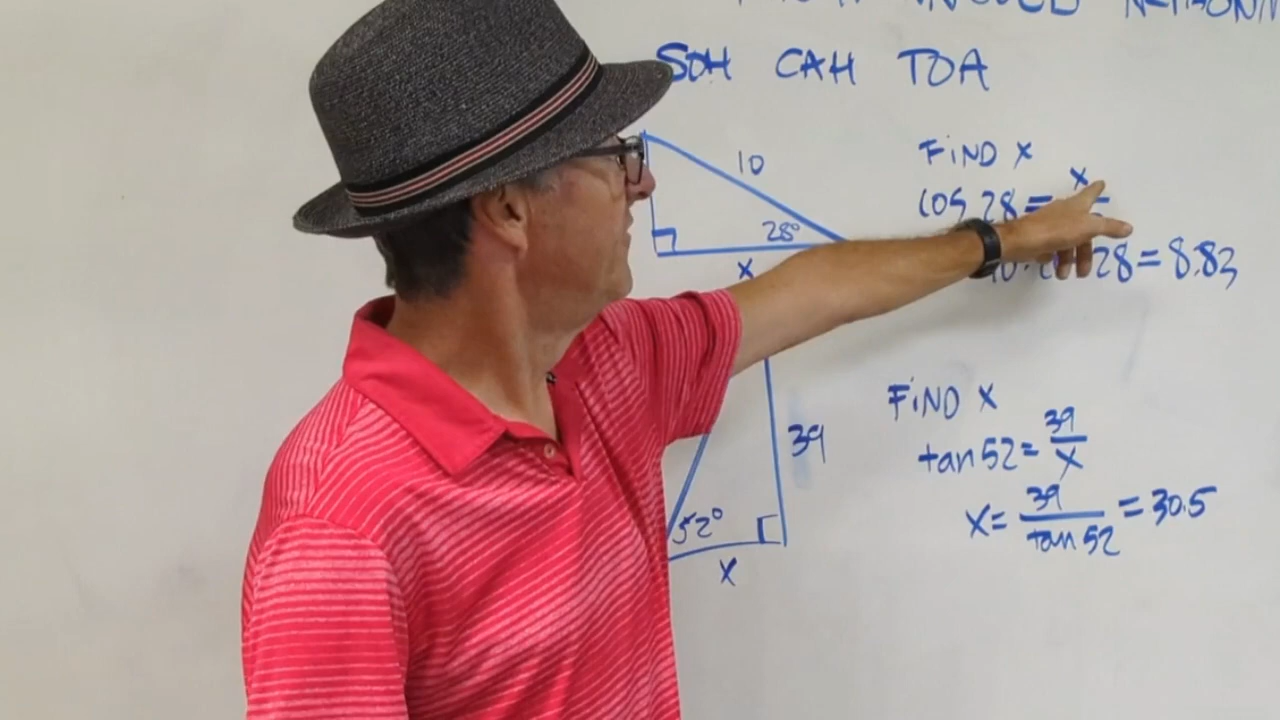 SOH CAH TOA
10
28°
x
FIND X
cos 28 = x
28 = 8.83
39
52°
x
FIND X
tan 52 = 39/x
x = 39/tan 52 = 30.5